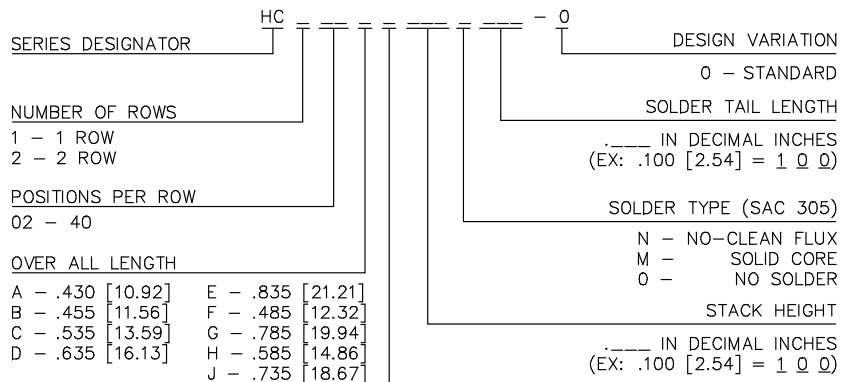 HC _ __ _ _ ___ _ ___ - 0
SERIES DESIGNATOR
DESIGN VARIATION
0 - STANDARD
NUMBER OF ROWS
1 - 1 ROW
2 - 2 ROW
SOLDER TAIL LENGTH
.___ IN DECIMAL INCHES
(EX: .100 [2.54] = 1 0 0)
POSITIONS PER ROW
02 - 40
SOLDER TYPE (SAC 305)
N - NO-CLEAN FLUX
M - SOLID CORE
0 - NO SOLDER
OVER ALL LENGTH
A - .430 [10.92] E - .835 [21.21]
B - .455 [11.56] F - .485 [12.32]
C - .535 [13.59] G - .785 [19.94]
D - .635 [16.13] H - .585 [14.86]
J - .735 [18.67]
STACK HEIGHT
.___ IN DECIMAL INCHES
(EX: .100 [2.54] = 1 0 0)